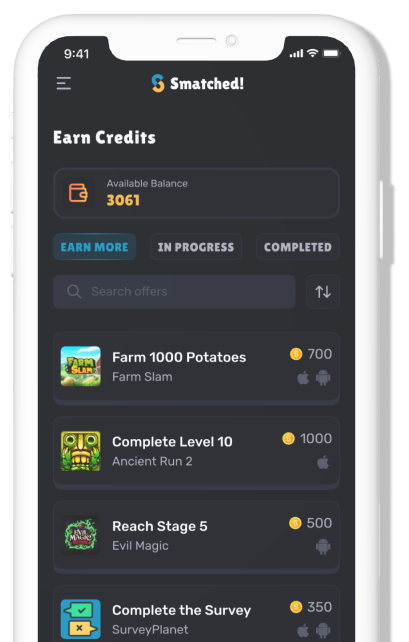 9:41
Smatched!
Earn Credits
Available Balance
3061
EARN MORE IN PROGRESS COMPLETED
Search offers
FARM
SLAM
Farm 1000 Potatoes 700
Farm Slam
Complete Level 10 1000
Ancient Run 2
EVIL
MAGIC
Reach Stage 5 500
Evil Magic
Complete the Survey 350
SurveyPlanet